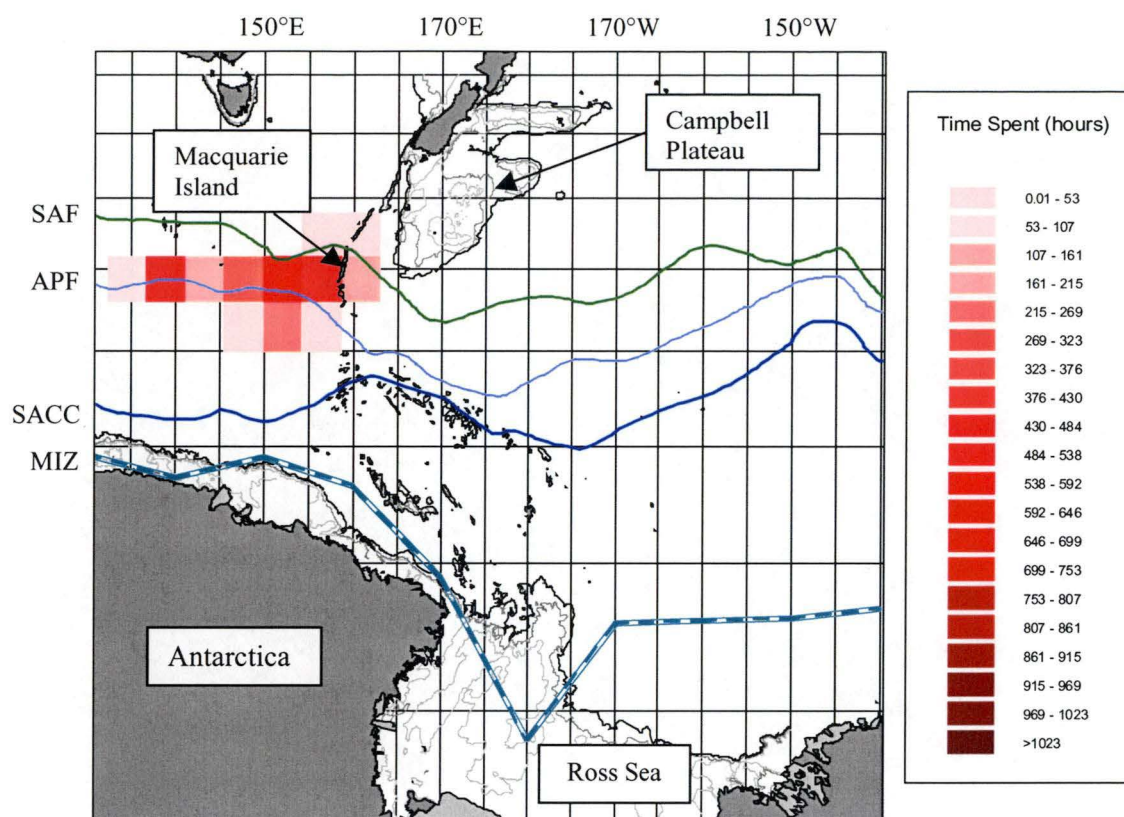 150°E 170°E 170°W 150°W
Macquarie
Island
Campbell
Plateau
SAF
APF
SACC
MIZ
Antarctica
Ross Sea
Time Spent (hours)
0.01 - 53
53 - 107
107 - 161
161 - 215
215 - 269
269 - 323
323 - 376
376 - 430
430 - 484
484 - 538
538 - 592
592 - 646
646 - 699
699 - 753
753 - 807
807 - 861
861 - 915
915 - 969
969 - 1023
>1023